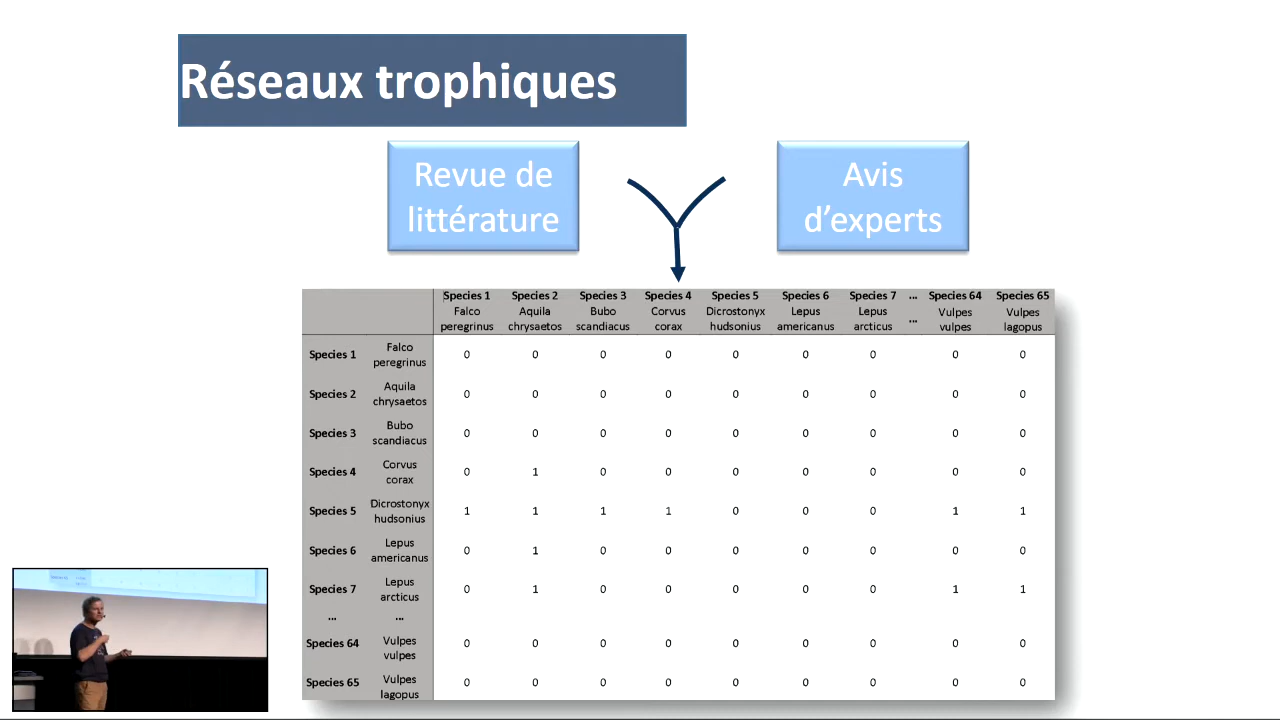 Réseaux trophiques
Revue de
littérature
Avis
d'experts
Species 1 Species 2 Species 3 Species 4 Species 5 Species 6 Species 7 ... Species 64 Species 65
Falco Aquila Bubo Corvus Dicrostonyx Lepus Lepus ... Vulpes Vulpes
peregrinus chrysaetos scandiacus corax hudsonius americanus arcticus vulpes lagopus
Species 1 Falco peregrinus 0 0 0 0 0 0 0 0 0
Species 2 Aquila chrysaetos 0 0 0 0 0 0 0 0 0
Species 3 Bubo scandiacus 0 0 0 0 0 0 0 0 0
Species 4 Corvus corax 0 1 0 0 0 0 0 0 0
Species 5 Dicrostonyx hudsonius 1 1 1 1 0 0 0 1 1
Species 6 Lepus americanus 0 1 0 0 0 0 0 0 0
Species 7 Lepus arcticus 0 1 0 0 0 0 0 1 1
... ...
Species 64 Vulpes vulpes 0 0 0 0 0 0 0 0 0
Species 65 Vulpes lagopus 0 0 0 0 0 0 0 0 0